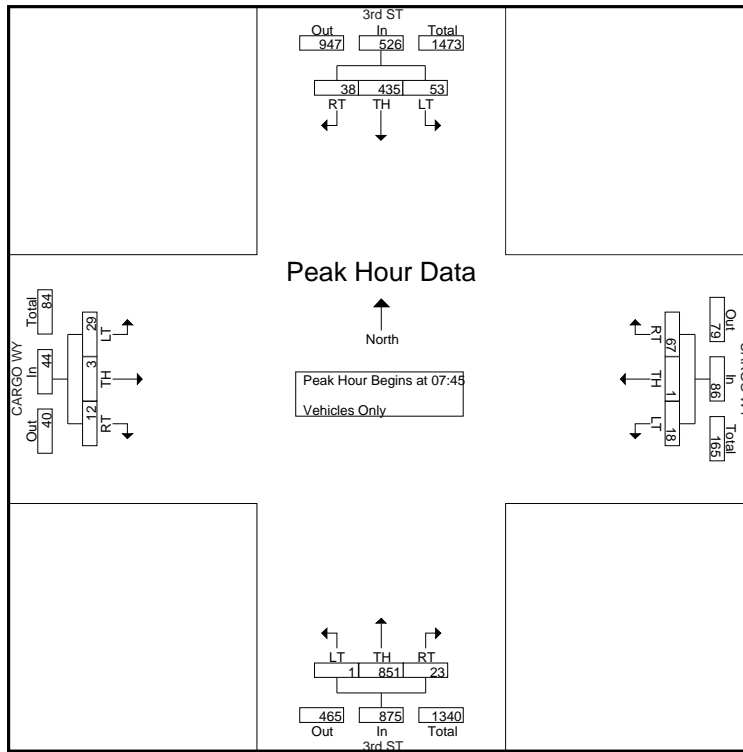 3rd ST
Out In Total
947 526 1473
38 435 53
RT TH LT
Peak Hour Data
North
Peak Hour Begins at 07:45
Vehicles Only
CARGO WY
Total In Out
84 44 40
29 3 12
LT TH RT
RT TH LT
67 1 18
Out In Total
79 86 165
LT TH RT
1 851 23
465 875 1340
Out In Total
3rd ST